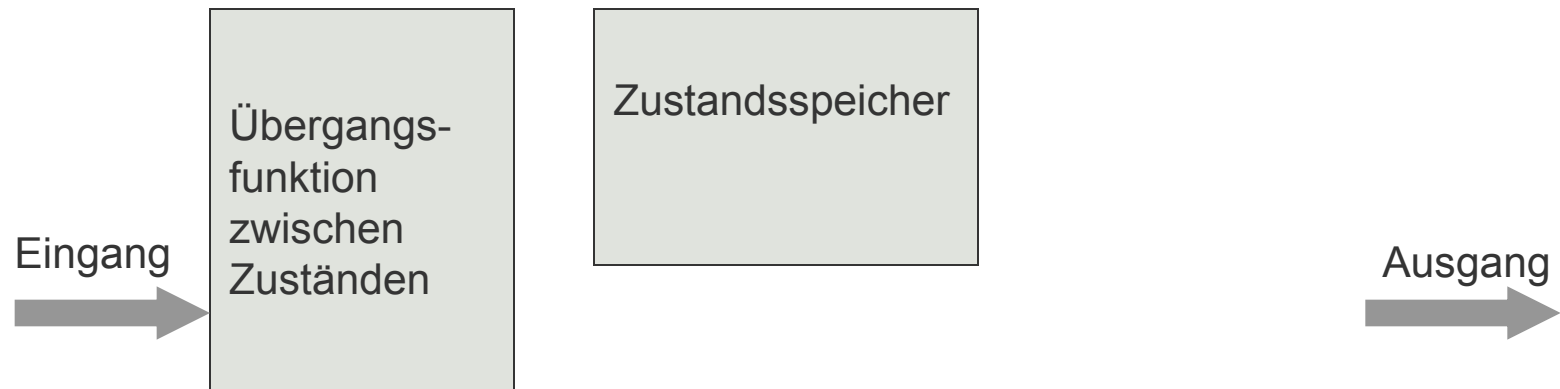 Eingang
Übergangs-
funktion
zwischen
Zuständen
Zustandsspeicher
Ausgang